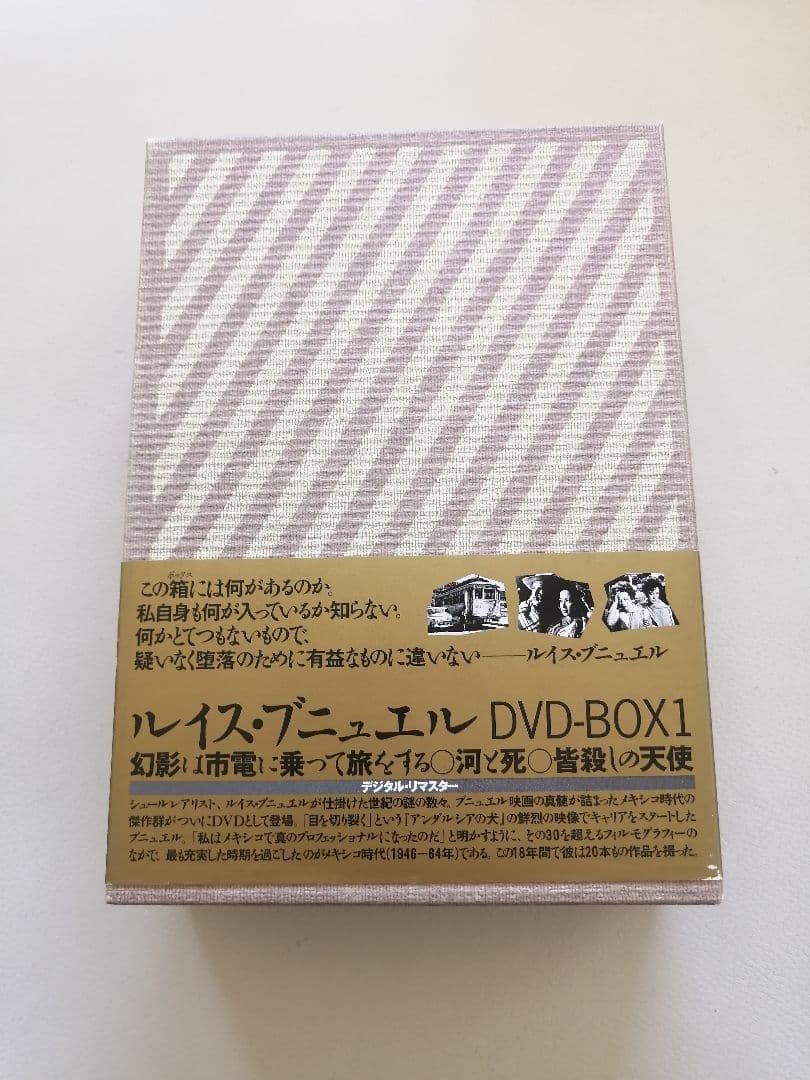 この箱には何があるのか。
ボックス
私自身も何が入っているか知らない。
何かとてつもないもので、
疑いなく堕落のために有益なものに違いない――ルイス・ブニュエル
ルイス・ブニュエル DVD-BOX1
幻影は市電に乗って旅をする○河と死○皆殺しの天使
デジタル・リマスター
シュールレアリスト、ルイス・ブニュエルが仕掛けた世紀の謎の数々。ブニュエル映画の真髄が詰まったメキシコ時代の
傑作群がついにDVDとして登場。「目を切り裂く」という「アンダルシアの犬」の鮮烈の映像でキャリアをスタートした
ブニュエル。「私はメキシコで真のプロフェッショナルになったのだ」と明かすように、その30を超えるフィルモグラフィーの
なかで、最も充実した時期を過ごしたのがメキシコ時代(1946―64年)である。この18年間で彼は20本もの作品を撮った。